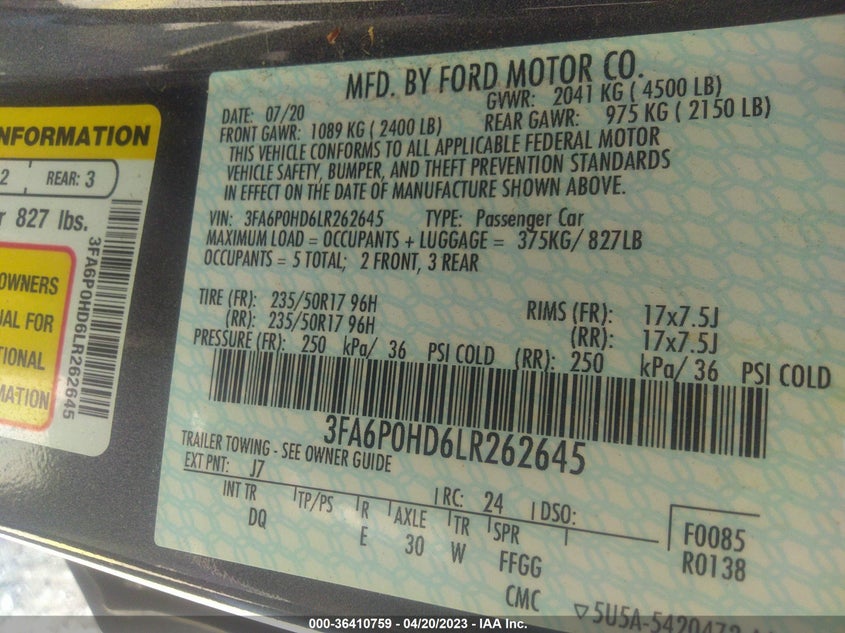 MFD. BY FORD MOTOR CO.
DATE: 07/20 GVWR: 2041 KG ( 4500 LB)
FRONT GAWR: 1089 KG ( 2400 LB) REAR GAWR: 975 KG ( 2150 LB)
THIS VEHICLE CONFORMS TO ALL APPLICABLE FEDERAL MOTOR
VEHICLE SAFETY, BUMPER, AND THEFT PREVENTION STANDARDS
IN EFFECT ON THE DATE OF MANUFACTURE SHOWN ABOVE.
VIN: 3FA6P0HD6LR262645 TYPE: Passenger Car
MAXIMUM LOAD = OCCUPANTS + LUGGAGE = 375KG/ 827LB
OCCUPANTS = 5 TOTAL; 2 FRONT, 3 REAR
TIRE (FR): 235/50R17 96H RIMS (FR): 17x7.5J
(RR): 235/50R17 96H (RR): 17x7.5J
PRESSURE (FR): 250 kPa/ 36 PSI COLD (RR): 250 kPa/ 36 PSI COLD
3FA6P0HD6LR262645
TRAILER TOWING - SEE OWNER GUIDE
EXT PNT: J7 RC: 24 DSO:
INT TR TP/PS R AXLE TR SPR F0085
DQ E 30 W FFGG R0138
CMC
INFORMATION
2 REAR: 3
r 827 lbs.
3FA6P0HD6LR262645
OWNERS
UAL FOR
TIONAL
MATION
000-36410759 — 04/20/2023 — IAA Inc.